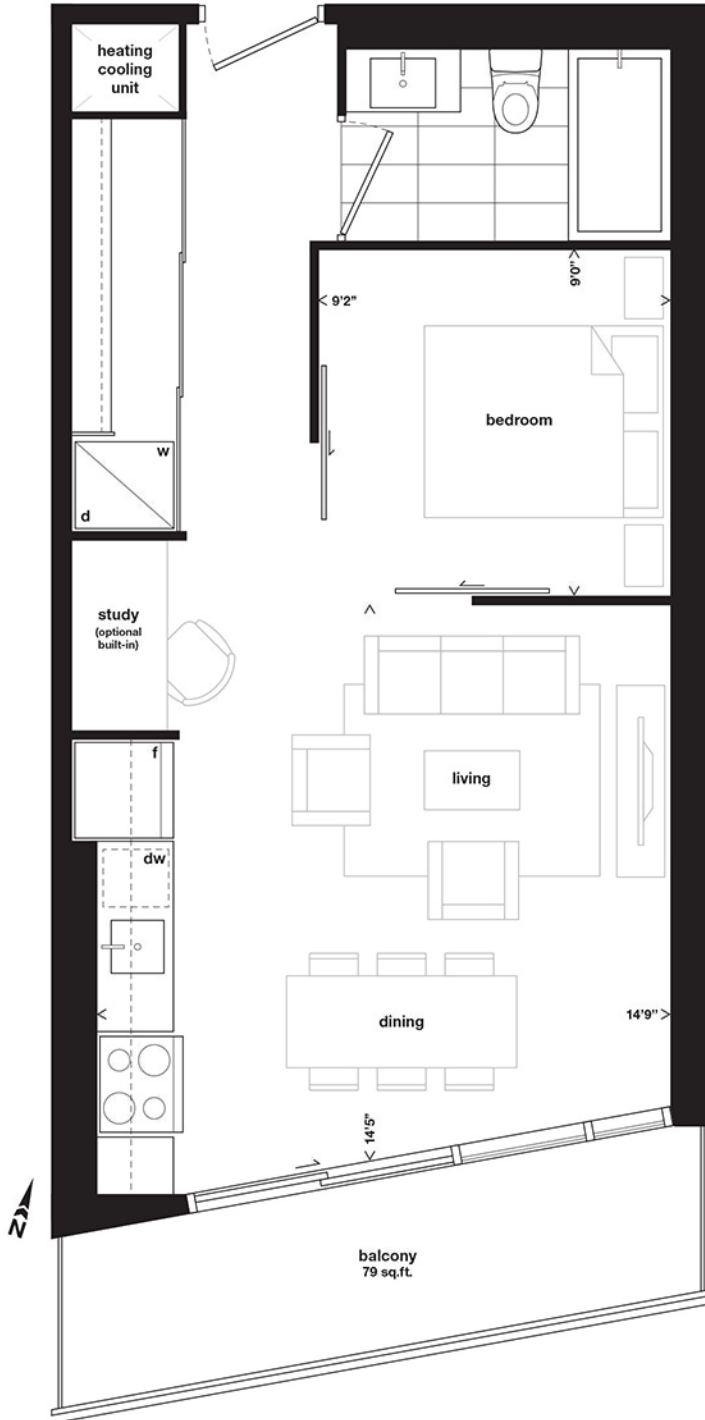 heating
cooling
unit
9'0"
9'2"
bedroom
w
d
study
(optional
built-in)
f
living
dw
dining
14'9"
14'5"
N
balcony
79 sq.ft.